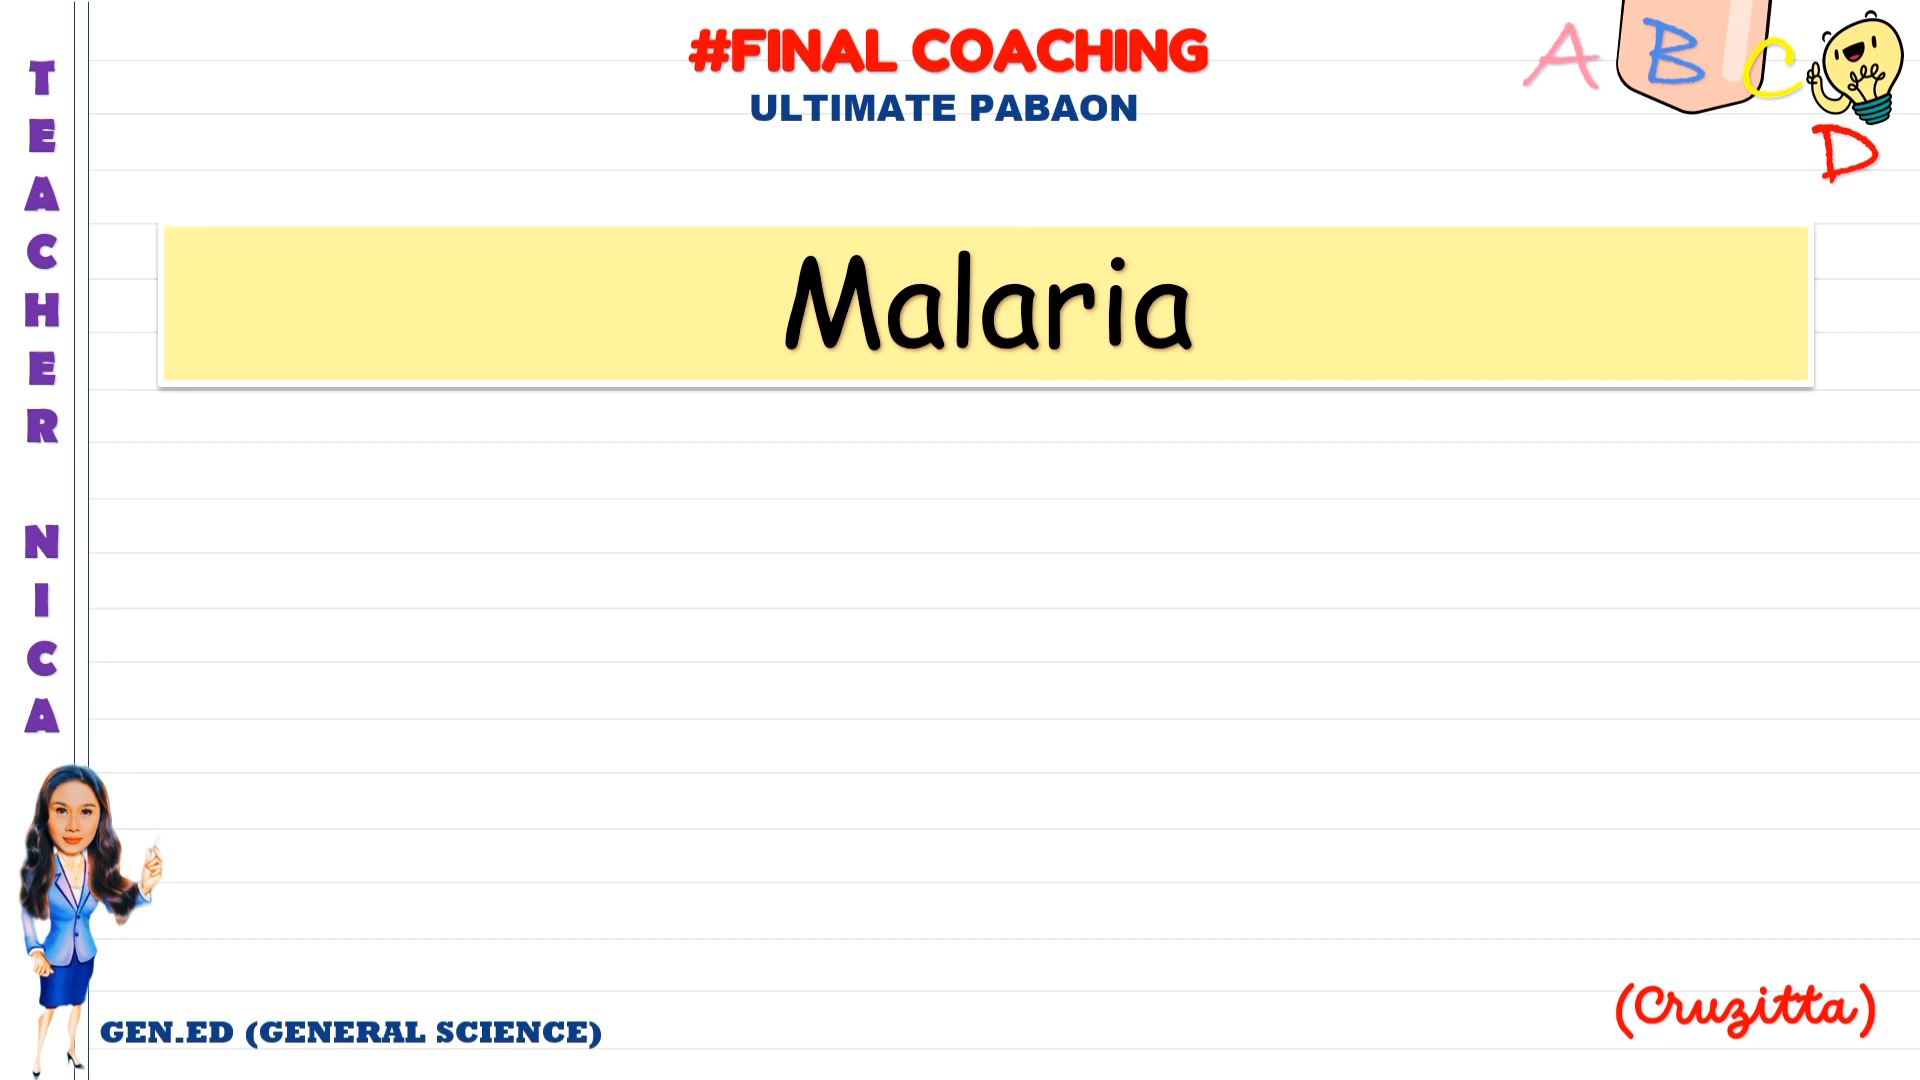 #FINAL COACHING
ULTIMATE PABAON
A B C
D
TEACHER NICA
Malaria
GEN.ED (GENERAL SCIENCE)
(Cruzitta)